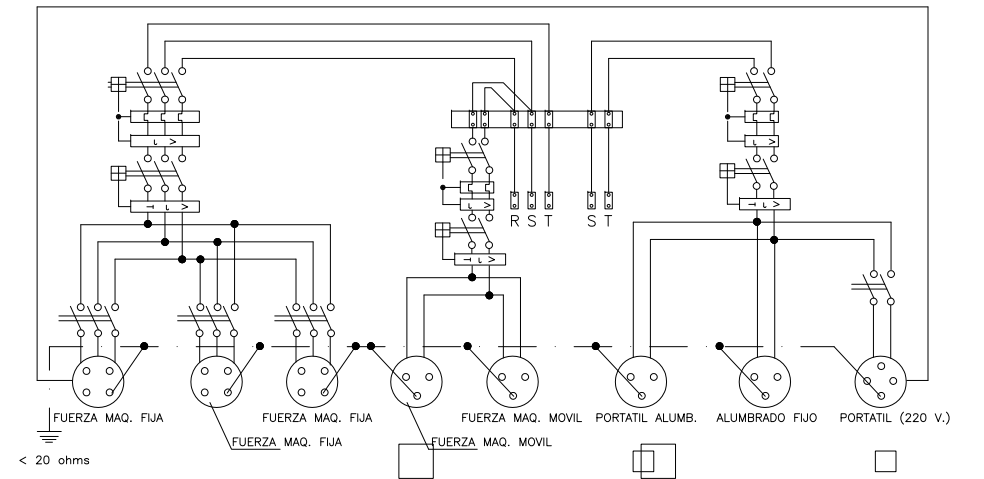 R S T S T
FUERZA MAQ. FIJA
FUERZA MAQ. FIJA
FUERZA MAQ. MOVIL
PORTATIL ALUMB.
ALUMBRADO FIJO
PORTATIL (220 V.)
FUERZA MAQ. FIJA
FUERZA MAQ. MOVIL
< 20 ohms